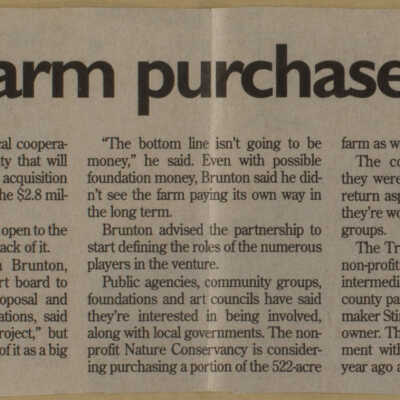 arm purchase
cal coopera-
ty that will
acquisition
he $2.8 mil-
open to the
ack of it.
n Brunton,
rt board to
oposal and
ations, said
roject,” but
of it as a big
“The bottom line isn’t going to be
money,” he said. Even with possible
foundation money, Brunton said he did-
n’t see the farm paying its own way in
the long term.
Brunton advised the partnership to
start defining the roles of the numerous
players in the venture.
Public agencies, community groups,
foundations and art councils have said
they’re interested in being involved,
along with local governments. The non-
profit Nature Conservancy is consider-
ing purchasing a portion of the 522-acre
farm as w
The co
they were
return asp
they’re wo
groups.
The Tr
non-profit
intermedi
county pa
maker Sti
owner. Th
ment with
year ago a